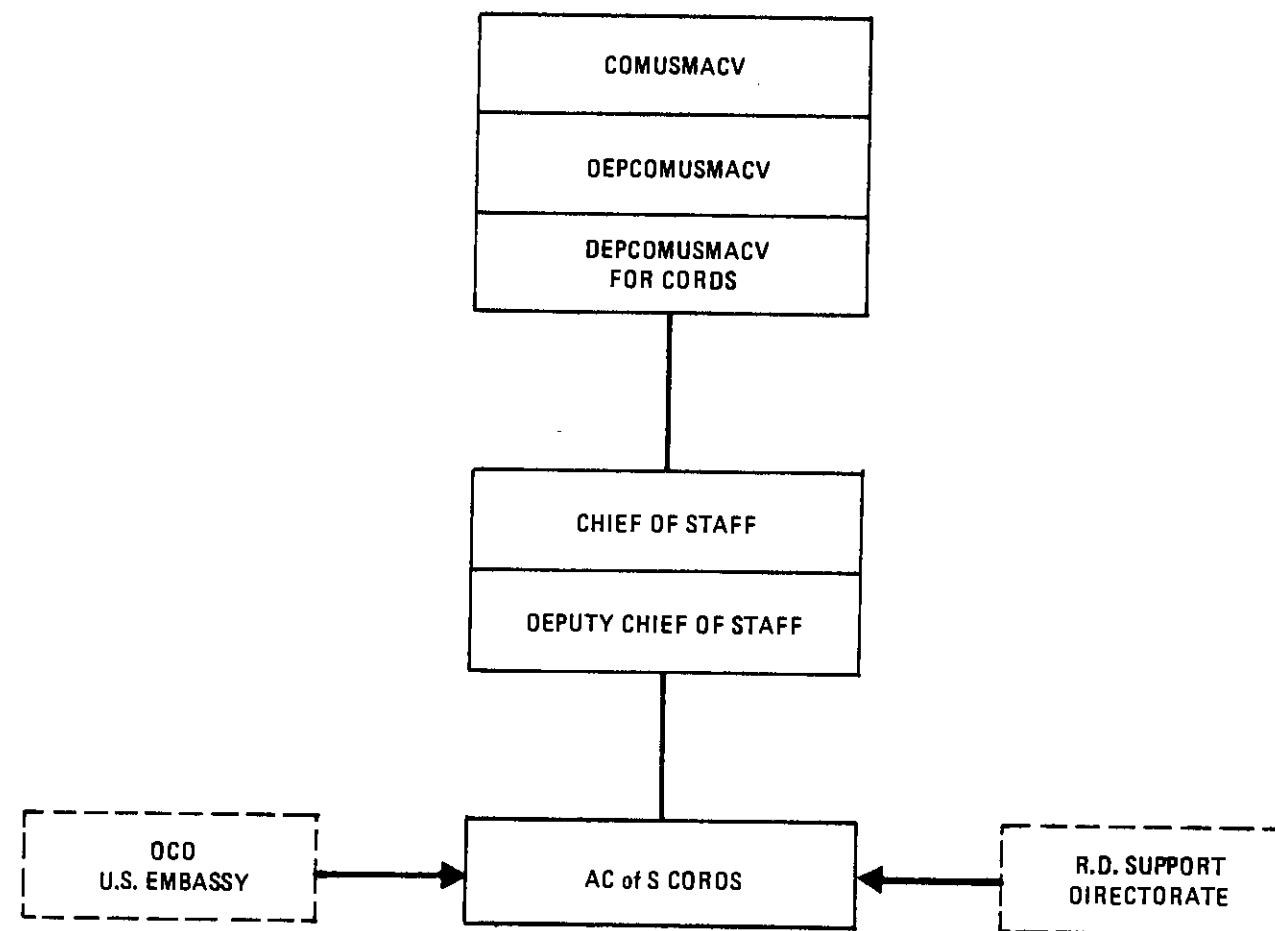 COMUSMACV
DEPCOMUSMACV
DEPCOMUSMACV
FOR CORDS
CHIEF OF STAFF
DEPUTY CHIEF OF STAFF
OCO
U.S. EMBASSY
AC of S CORDS
R.D. SUPPORT
DIRECTORATE